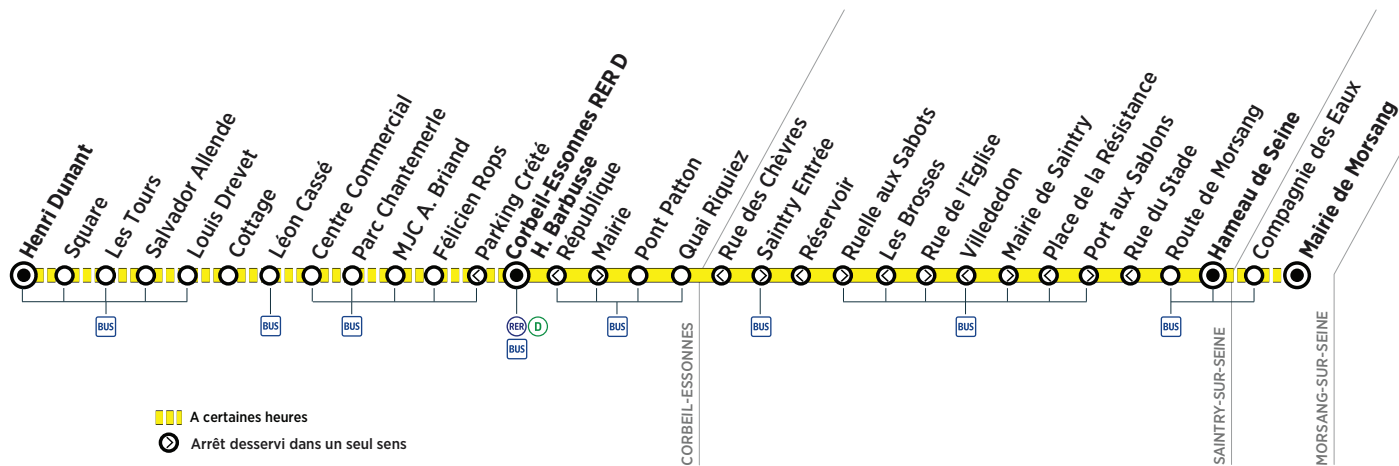 Henri Dunant
Square
Les Tours
Salvador Allende
Louis Drevet
Cottage
Léon Cassé
Centre Commercial
Parc Chantemerle
MJC A. Briand
Félicien Rops
Parking Crété
Corbeil-Essonnes RER D
H. Barbusse
République
Mairie
Pont Patton
Quai Riquiez
Rue des Chèvres
Saintry Entrée
Réservoir
Ruelle aux Sabots
Les Brosses
Rue de l'Eglise
Villededon
Mairie de Saintry
Place de la Résistance
Port aux Sablons
Rue du Stade
Route de Morsang
Hameau de Seine
Compagnie des Eaux
Mairie de Morsang
BUS
BUS
BUS
RER D
BUS
BUS
BUS
BUS
BUS
CORBEIL-ESSONNES
SAINTRY-SUR-SEINE
MORSANG-SUR-SEINE
A certaines heures
Arrêt desservi dans un seul sens